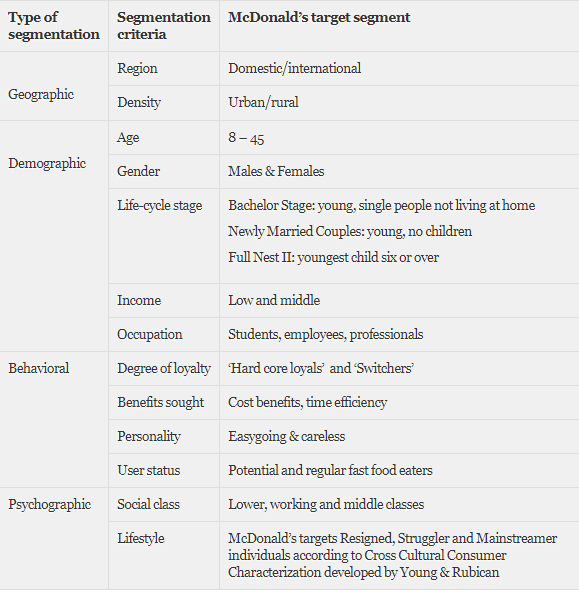 Type of segmentation Segmentation criteria McDonald's target segment
Geographic
Region Domestic/international
Density Urban/rural
Demographic
Age 8 – 45
Gender Males & Females
Life-cycle stage Bachelor Stage: young, single people not living at home
Newly Married Couples: young, no children
Full Nest II: youngest child six or over
Income Low and middle
Occupation Students, employees, professionals
Behavioral Degree of loyalty ‘Hard core loyals’ and ‘Switchers’
Benefits sought Cost benefits, time efficiency
Personality Easygoing & careless
User status Potential and regular fast food eaters
Psychographic Social class Lower, working and middle classes
Lifestyle McDonald’s targets Resigned, Struggler and Mainstreamer
individuals according to Cross Cultural Consumer
Characterization developed by Young & Rubican